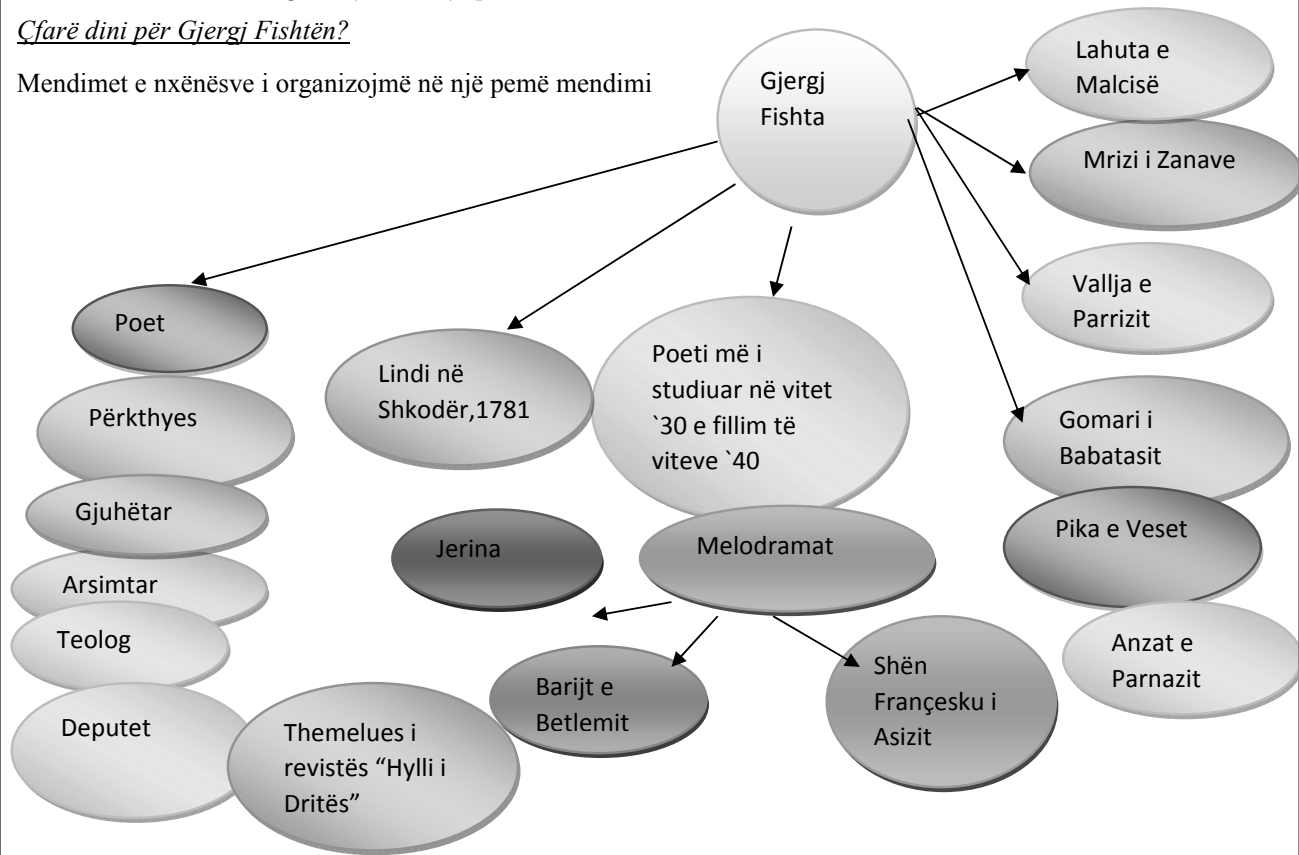 Çfarë dini për Gjergj Fishtën?
Mendimet e nxënësve i organizojmë në një pemë mendimi
Gjergj
Fishta
Lahuta e
Malcisë
Mrizi i Zanave
Vallja e
Parrizit
Gomari i
Babatasit
Pika e Veset
Anzat e
Parnazit
Poet
Përkthyes
Gjuhëtar
Arsimtar
Teolog
Deputet
Themelues i
revistës “Hylli i
Dritës”
Lindi në
Shkodër,1781
Poeti më i
studiuar në vitet
`30 e fillim të
viteve `40
Melodramat
Jerina
Barijt e
Betlemit
Shën
Françesku i
Asizit